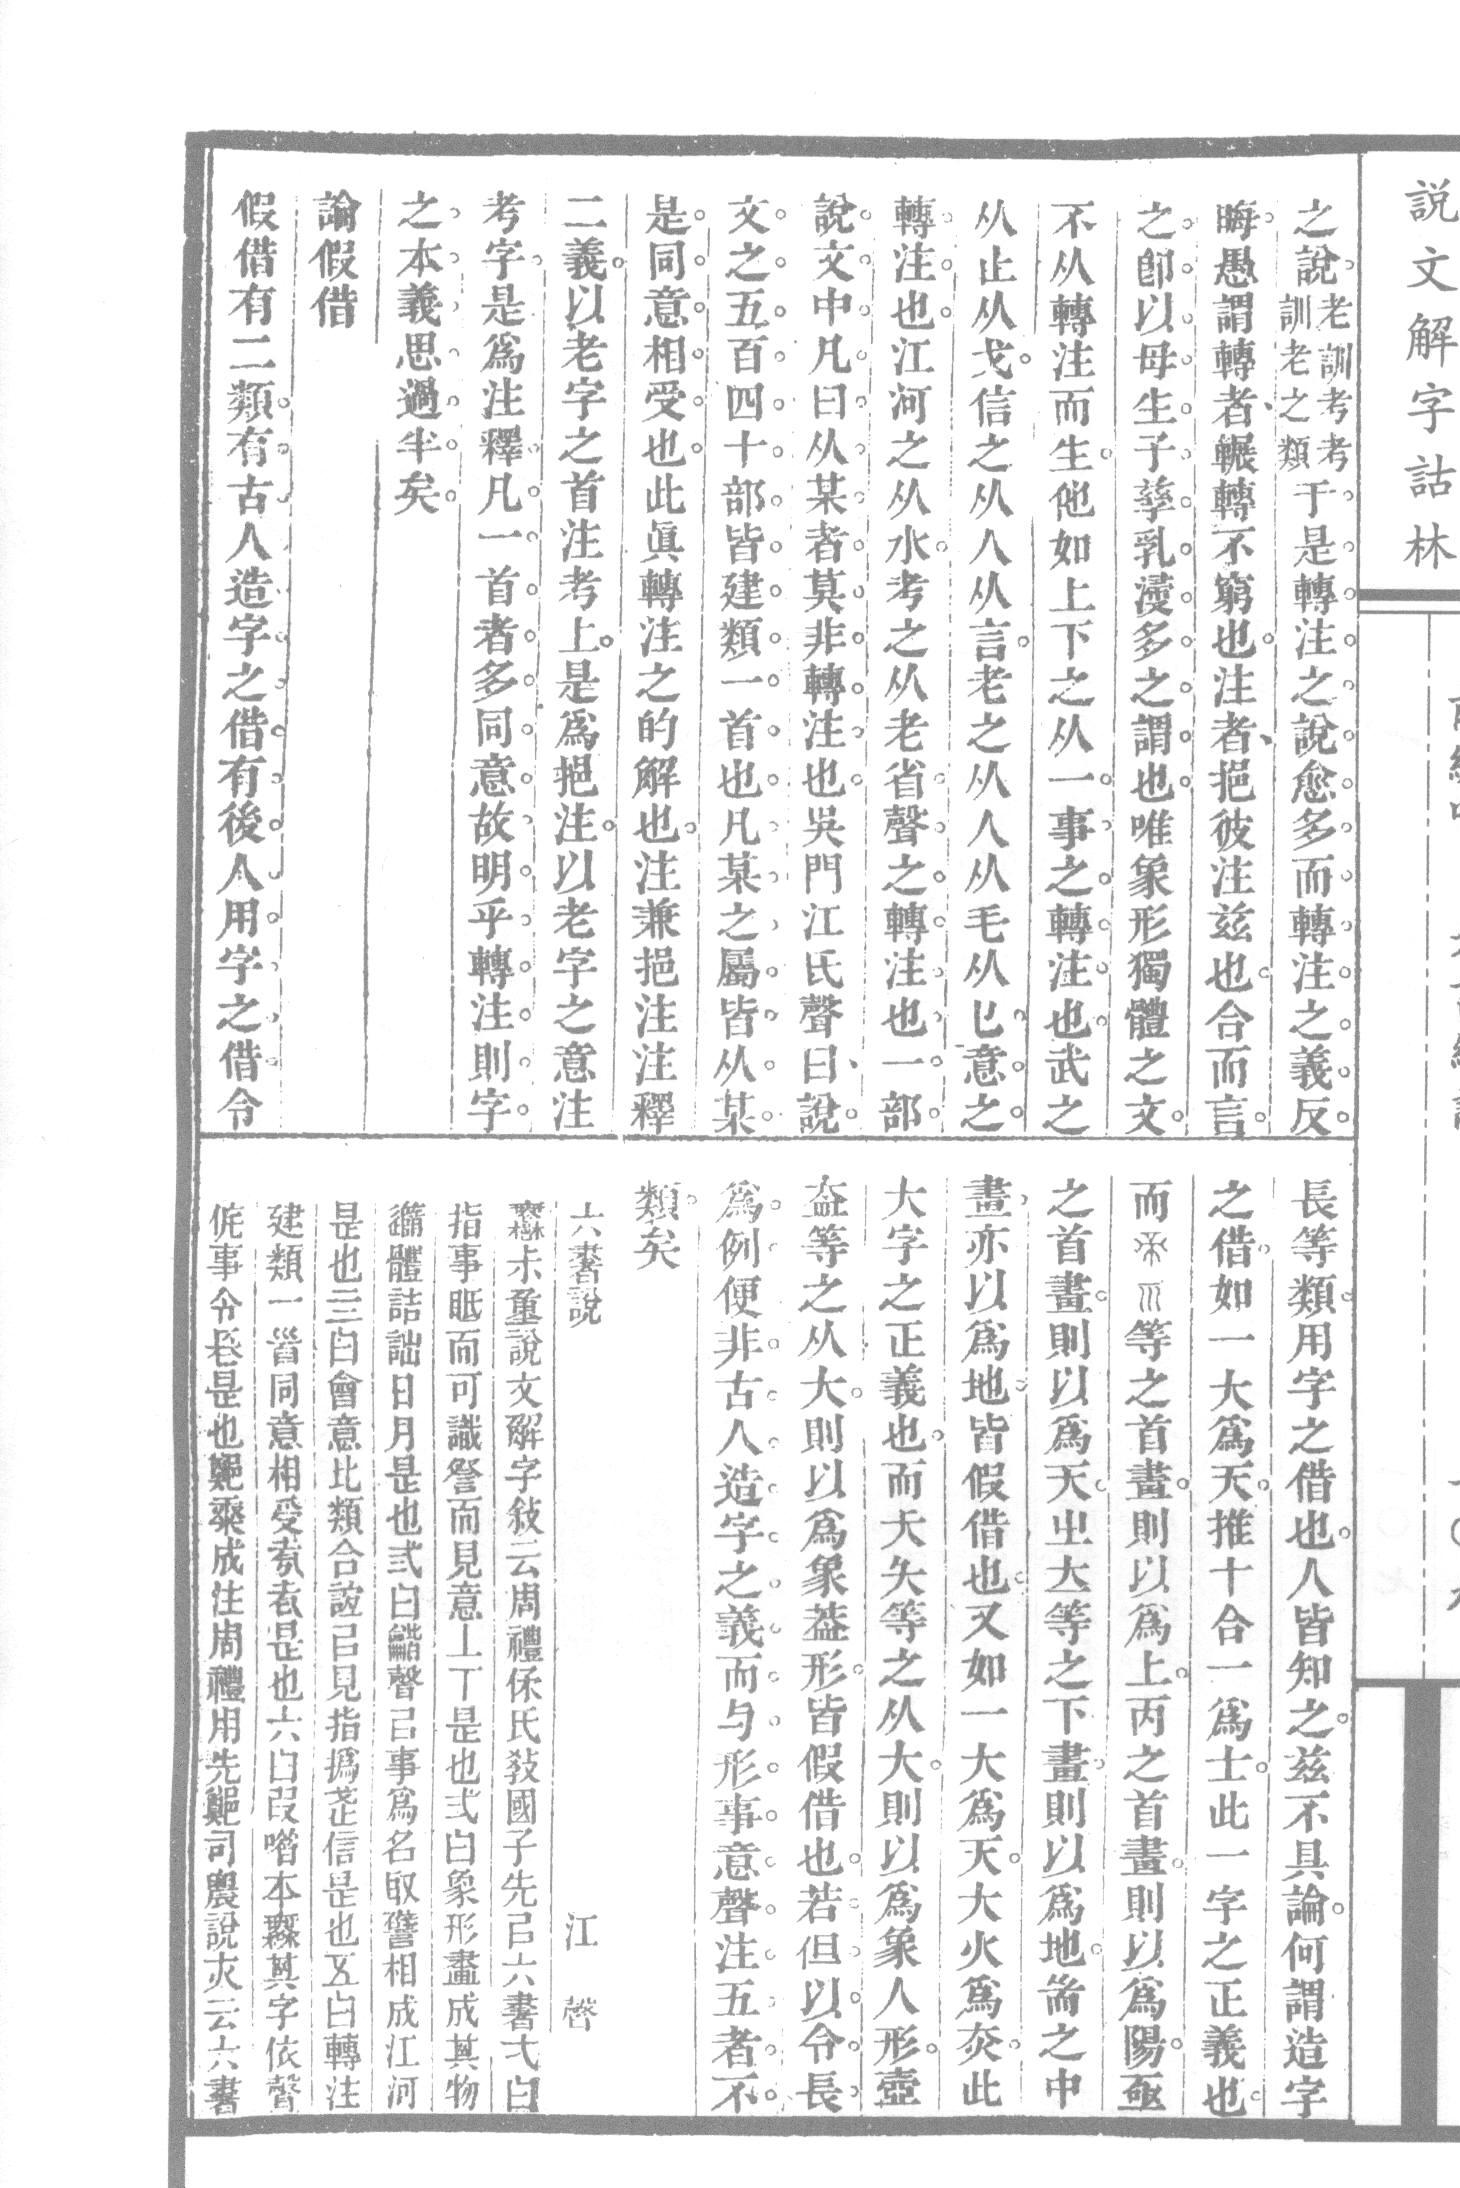 說文解字詁林
之說老訓考考訓老之類于是轉注之說愈多而轉注之義反
晦愚謂轉者輾轉不窮也注者挹彼注兹也合而言
之卽以母生子孳乳漫多之謂也唯象形獨體之文
不从轉注而生他如上下之从一事之轉注也武之
从止从戈信之从人从言老之从人从毛从匕意之
轉注也江河之从水考之从老省聲之轉注也一部
說文中凡曰从某者莫非轉注也吳門江氏聲曰說
文之五百四十部皆建類一首也凡某之屬皆从某
是同意相受也此眞轉注之的解也注兼挹注注釋
二義以老字之首注考上是爲挹注以老字之意注
考字是爲注釋凡一首者多同意故明乎轉注則字
之本義思過半矣
論假借
假借有二類有古人造字之借有後人用字之借令
長等類用字之借也人皆知之兹不具論何謂造字
之借如一大爲天推十合一爲士此一字之正義也
而等之首畫則以爲上丙之首畫則以爲陽亟
之首畫則以爲天㞢大等之下畫則以爲地耑之中
畫亦以爲地皆假借也又如一大爲天大火爲灻此
大字之正義也而夭矢等之从大則以爲象人形壺
盇等之从大則以爲象葢形皆假借也若但以令長
爲例便非古人造字之義而与形事意聲注五者不
類矣
六書說
江聲
說文解字敍云周禮保氏敎國子先㠯六書弌曰
指事眂而可識詧而見意丄丅是也弍曰象形畫成其物
隨體詰詘日月是也弎曰諧聲㠯事爲名取譬相成江河
是也亖曰會意比類合誼㠯見指撝武信是也五曰轉注
建類一首同意相受考老是也六曰叚借本無其字依聲
侂事令長是也鄭康成注周禮用先鄭司農說亦云六書